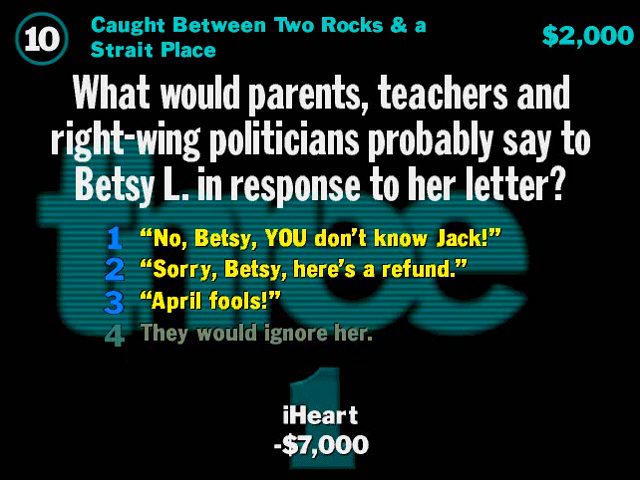 10
Caught Between Two Rocks & a
Strait Place
$2,000
What would parents, teachers and
right-wing politicians probably say to
Betsy L. in response to her letter?
three
1 “No, Betsy, YOU don’t know Jack!”
2 “Sorry, Betsy, here’s a refund.”
3 “April fools!”
4 They would ignore her.
1
iHeart
-$7,000